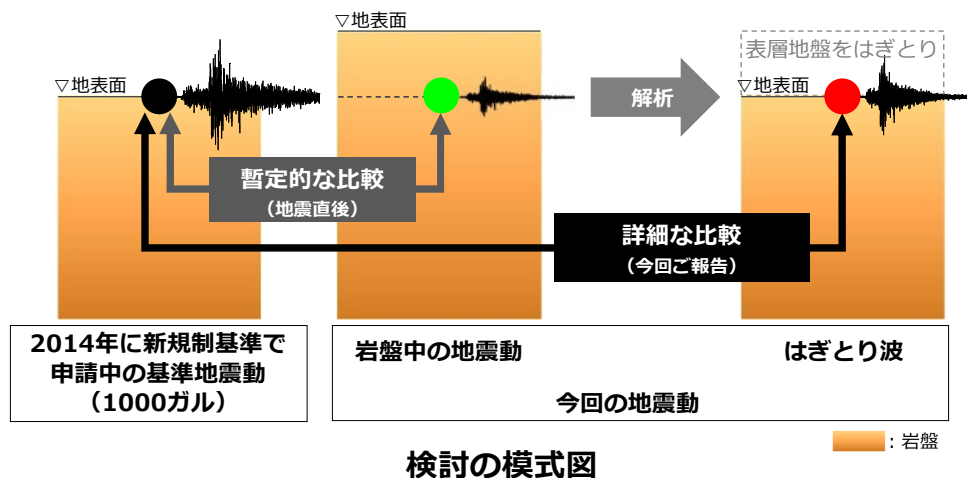 ▽地表面
▽地表面
表層地盤をはぎとり
▽地表面
解析
暫定的な比較
（地震直後）
詳細な比較
（今回ご報告）
2014年に新規制基準で
申請中の基準地震動
（1000ガル）
岩盤中の地震動
はぎとり波
今回の地震動
：岩盤
検討の模式図